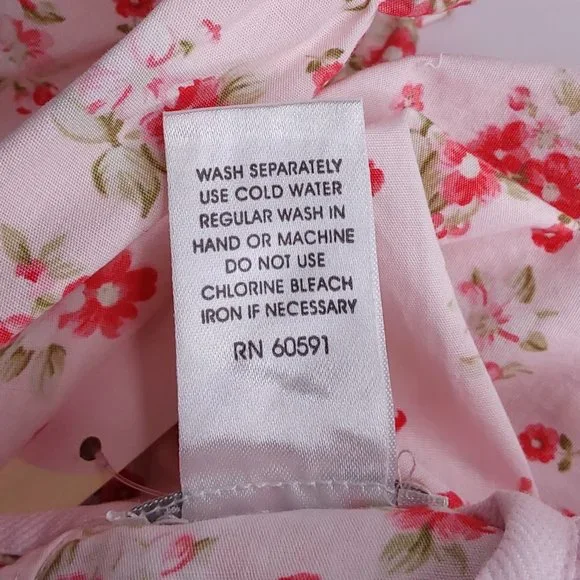 WASH SEPARATELY
USE COLD WATER
REGULAR WASH IN
HAND OR MACHINE
DO NOT USE
CHLORINE BLEACH
IRON IF NECESSARY
RN 60591